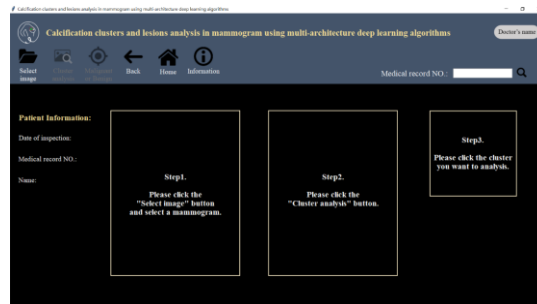 Calcification clusters and lesions analysis in mammogram using multi-architecture deep learning algorithms
Calcification clusters and lesions analysis in mammogram using multi-architecture deep learning algorithms
Doctor's name
Select
image
Cluster
analysis
Back
Home
Information
Medical record NO.:
Patient Information:
Date of inspection:
Medical record NO.:
Name:
Step1.
Please click the
"Select image" button
and select a mammogram.
Step2.
Please click the
"Cluster analysis" button.
Step3.
Please click the cluster
you want to analysis.